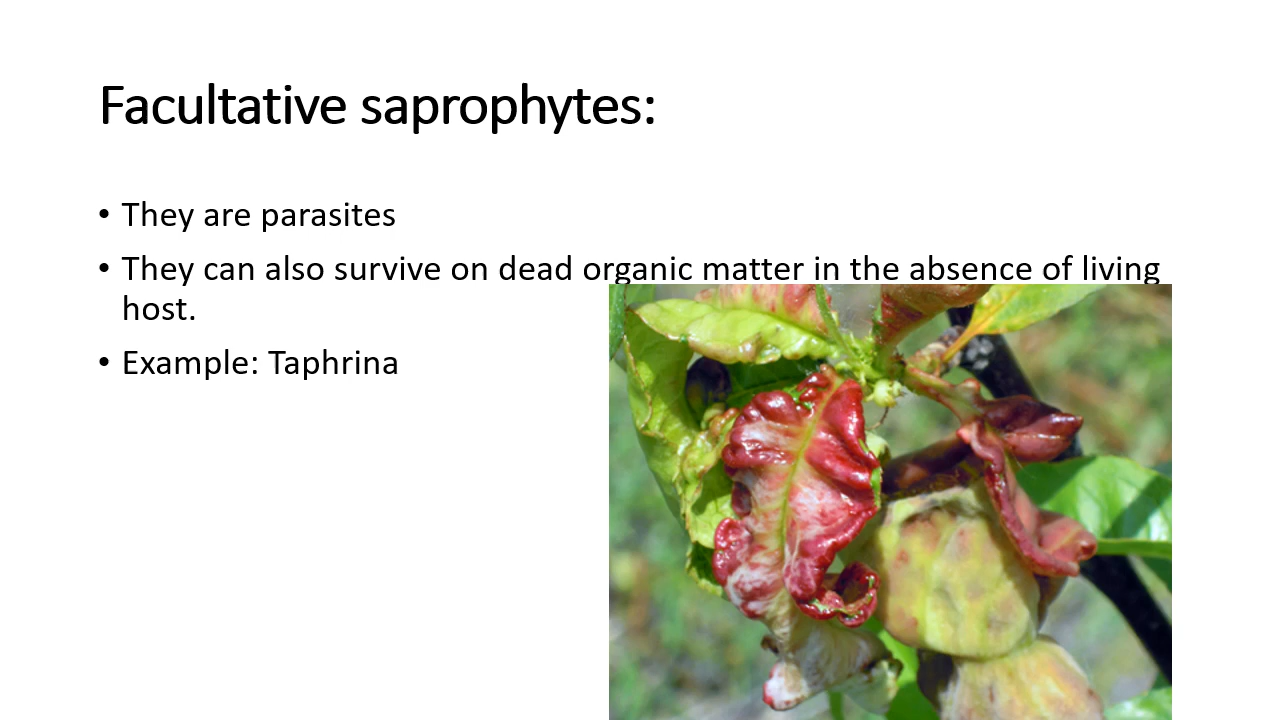 Facultative saprophytes:
• They are parasites
• They can also survive on dead organic matter in the absence of living
host.
• Example: Taphrina